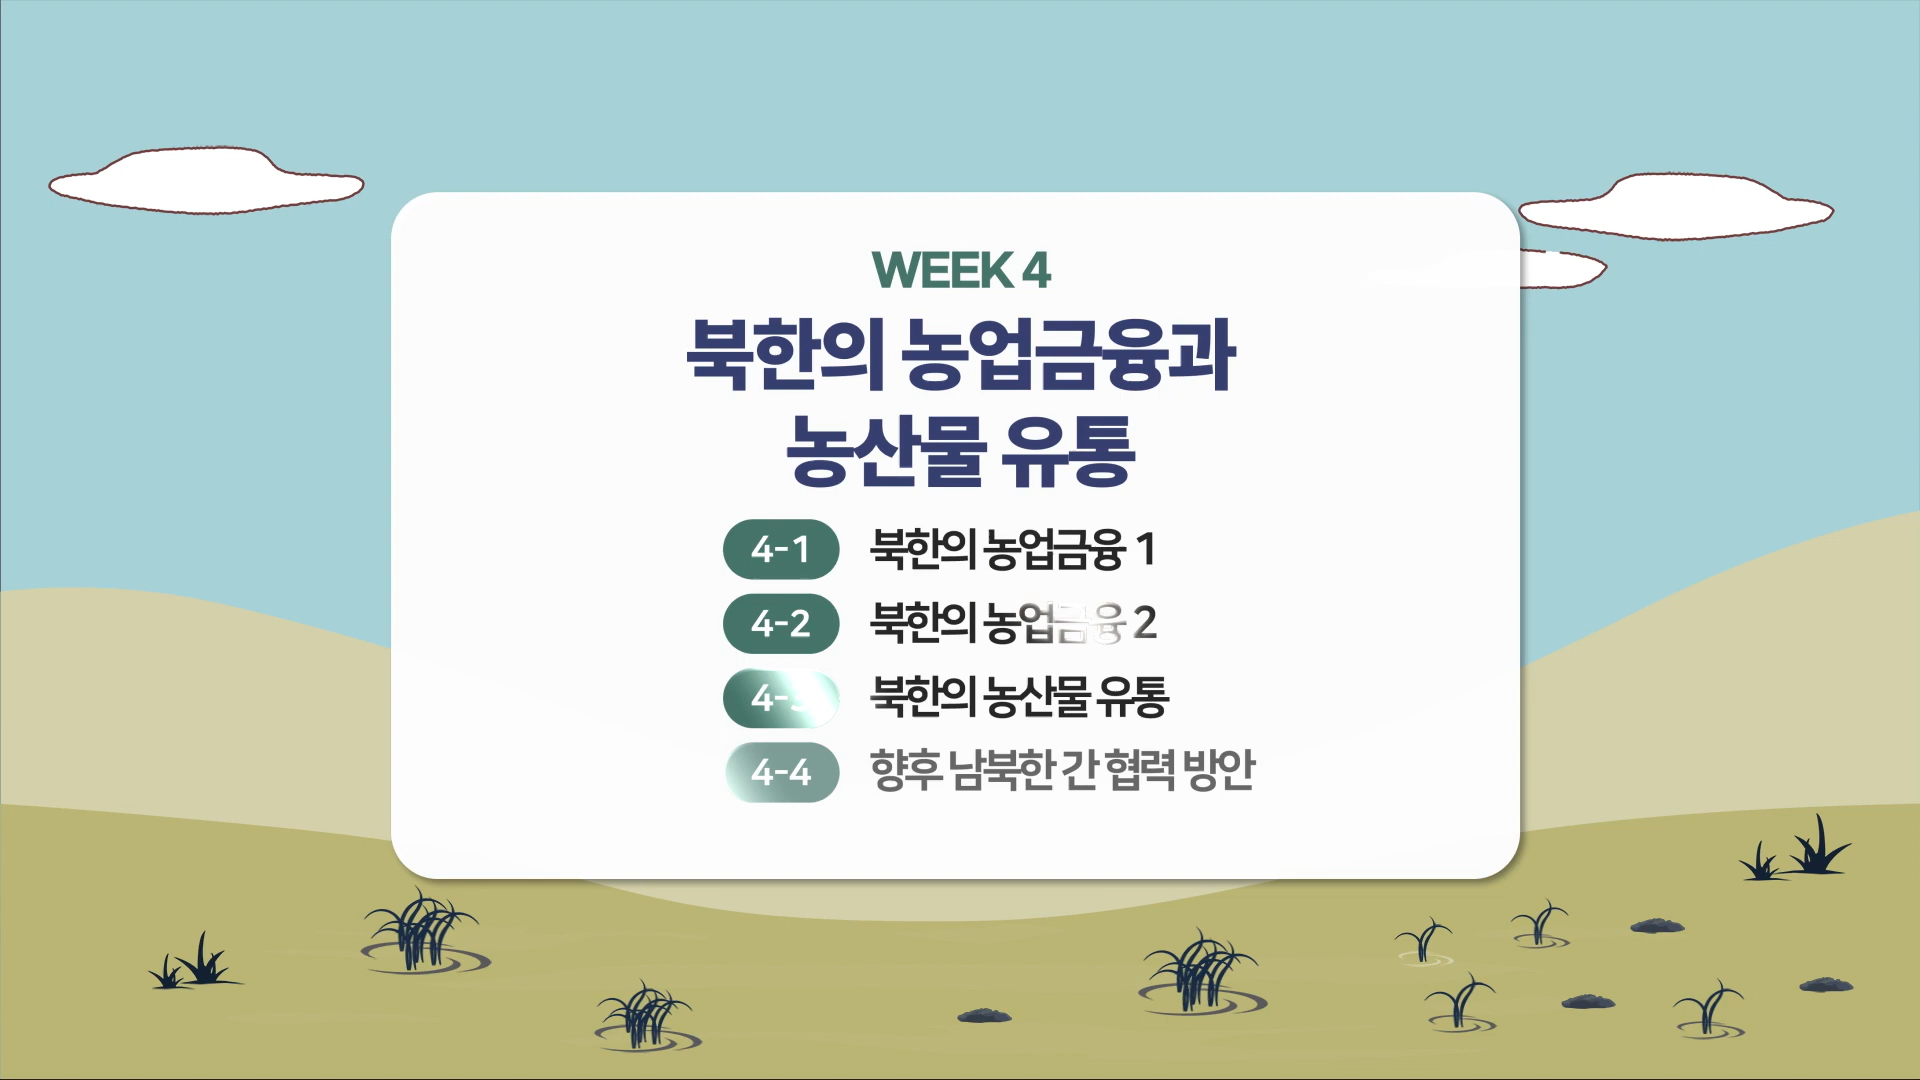 WEEK 4
북한의 농업금융과
농산물 유통
4-1 북한의 농업금융 1
4-2 북한의 농업금융 2
4-3 북한의 농산물 유통
4-4 향후 남북한 간 협력 방안